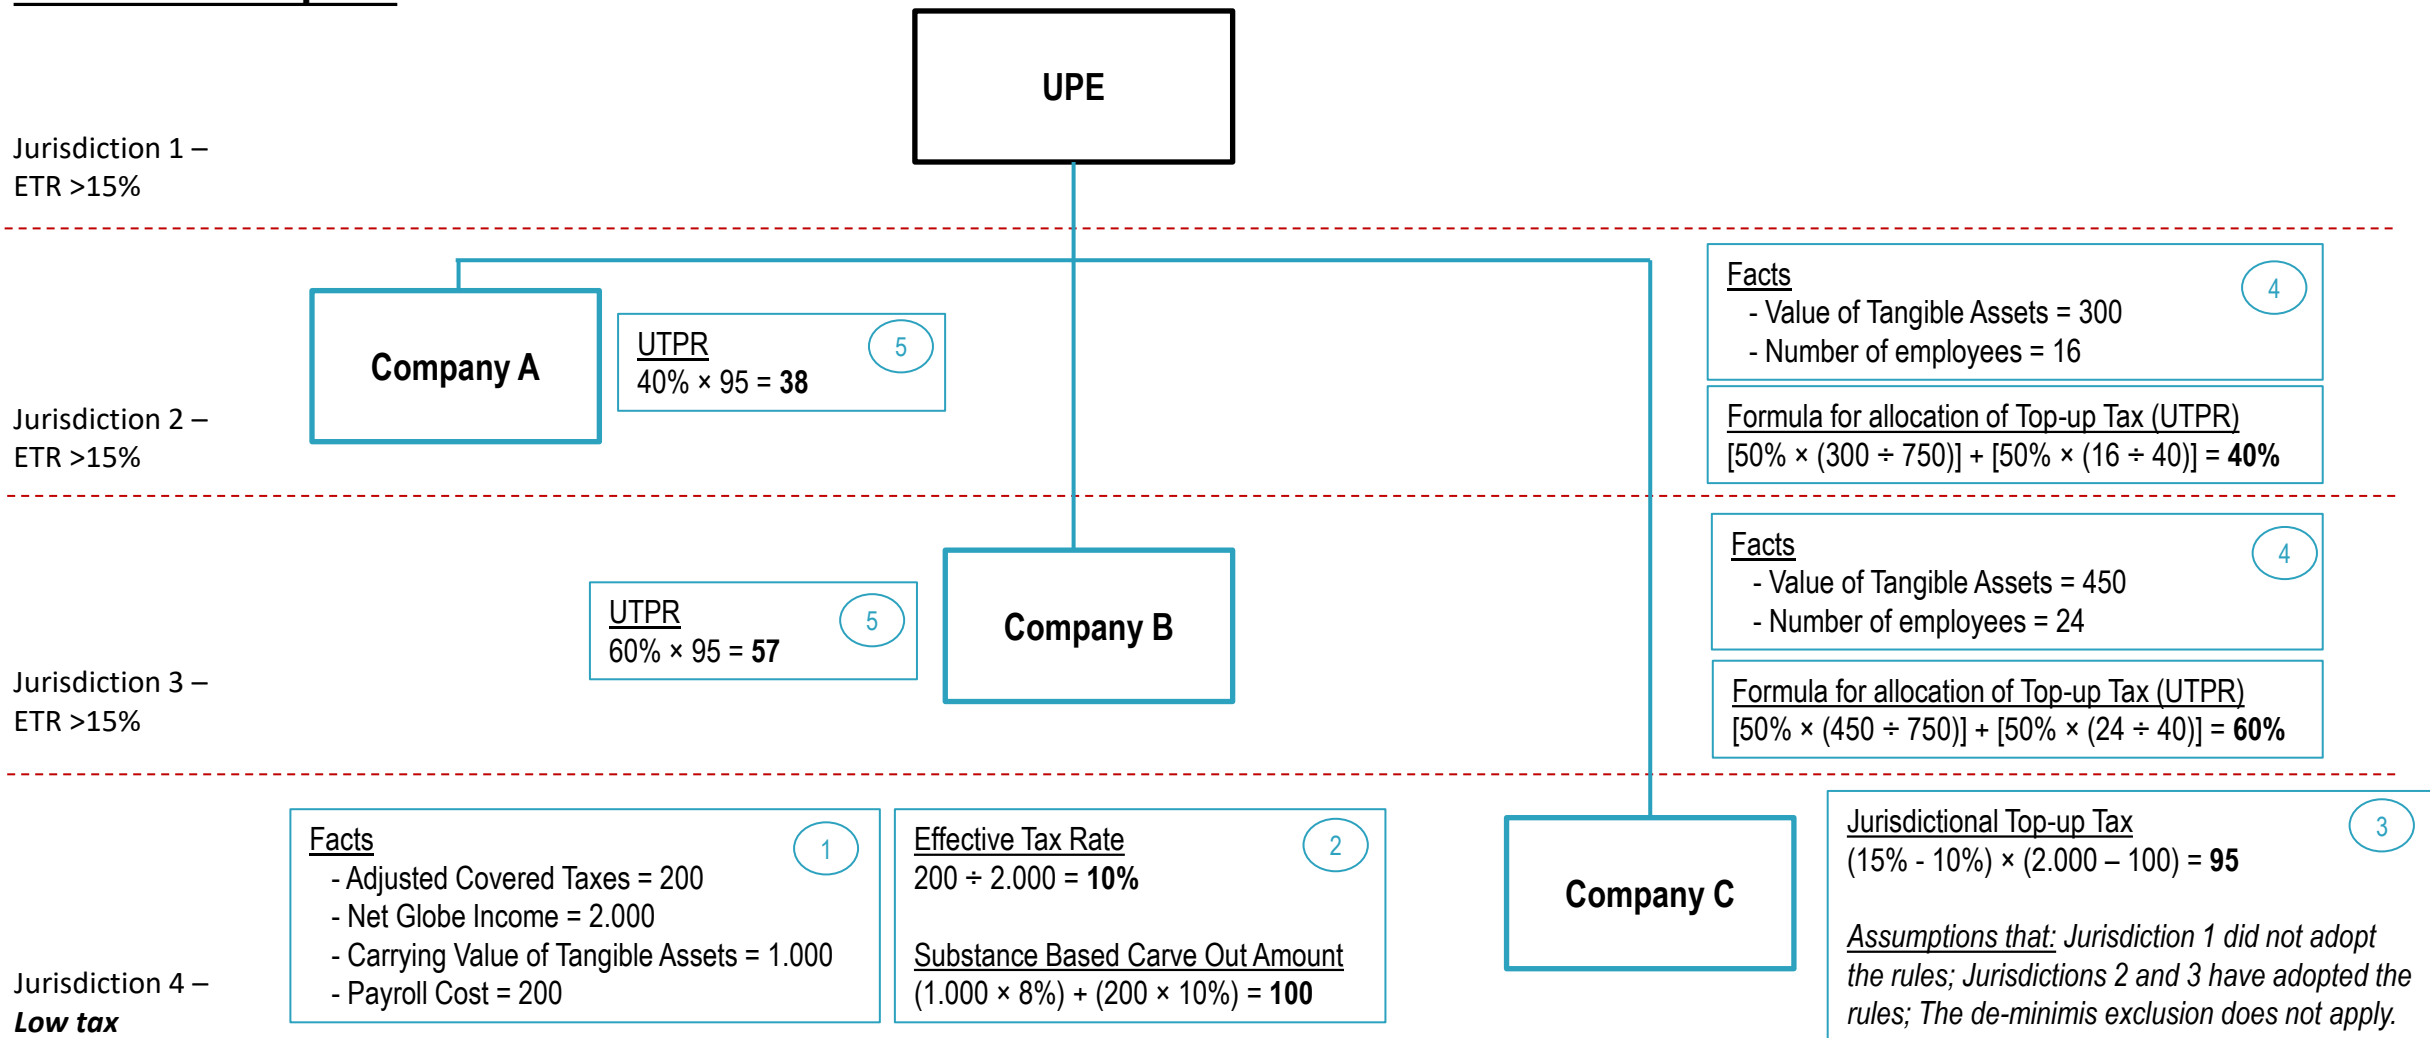 UPE
Jurisdiction 1 –
ETR >15%
Company A
UTPR
5
40% × 95 = 38
Facts
4
- Value of Tangible Assets = 300
- Number of employees = 16
Formula for allocation of Top-up Tax (UTPR)
[50% × (300 ÷ 750)] + [50% × (16 ÷ 40)] = 40%
Jurisdiction 2 –
ETR >15%
UTPR
5
60% × 95 = 57
Company B
Facts
4
- Value of Tangible Assets = 450
- Number of employees = 24
Formula for allocation of Top-up Tax (UTPR)
[50% × (450 ÷ 750)] + [50% × (24 ÷ 40)] = 60%
Jurisdiction 3 –
ETR >15%
Facts
1
- Adjusted Covered Taxes = 200
- Net Globe Income = 2.000
- Carrying Value of Tangible Assets = 1.000
- Payroll Cost = 200
Effective Tax Rate
2
200 ÷ 2.000 = 10%
Substance Based Carve Out Amount
(1.000 × 8%) + (200 × 10%) = 100
Company C
Jurisdictional Top-up Tax
3
(15% - 10%) × (2.000 – 100) = 95
Assumptions that: Jurisdiction 1 did not adopt
the rules; Jurisdictions 2 and 3 have adopted the
rules; The de-minimis exclusion does not apply.
Jurisdiction 4 –
Low tax